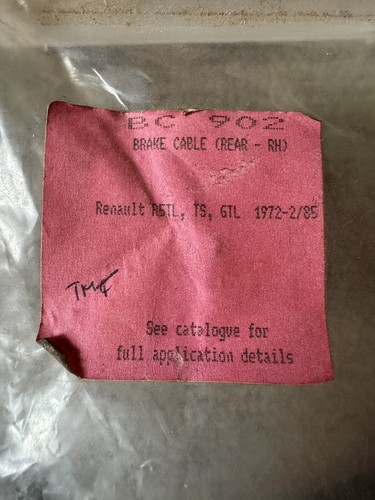 BC 902
BRAKE CABLE (REAR - RH)
Renault R5TL, TS, GTL 1972-2/85
See catalogue for
full application details